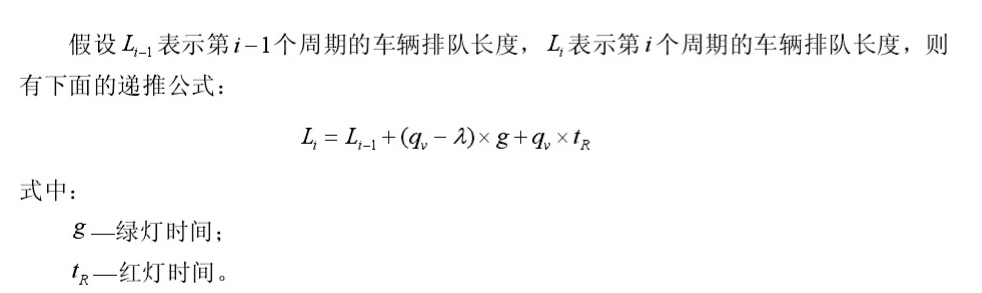 假设 L_{i-1} 表示第 i-1 个周期的车辆排队长度，L_i 表示第 i 个周期的车辆排队长度，则
有下面的递推公式：
L_i = L_{i-1} + (q_v - λ) × g + q_v × t_R
式中：
g —绿灯时间；
t_R —红灯时间。